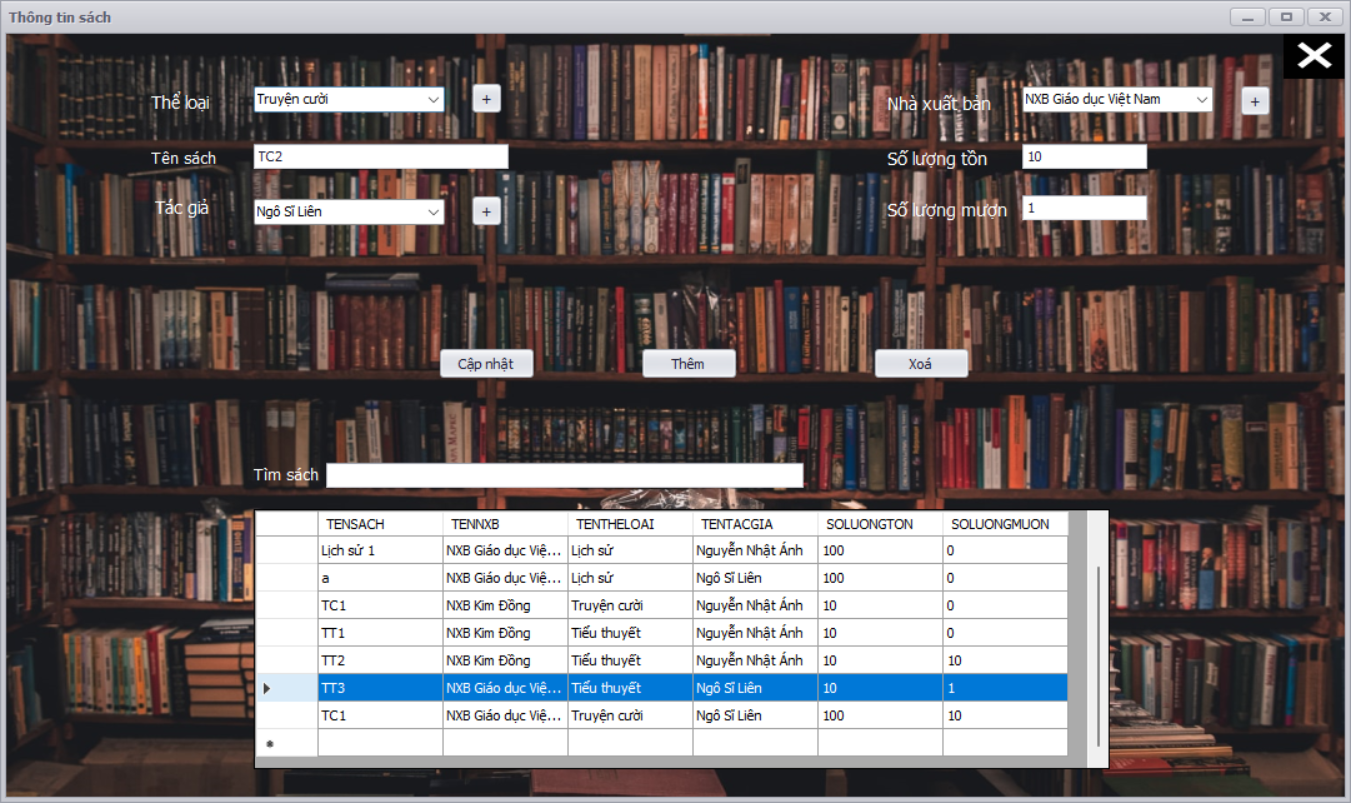 Thông tin sách
Thể loại Truyện cười + Nhà xuất bản NXB Giáo dục Việt Nam +
Tên sách TC2 Số lượng tồn 10
Tác giả Ngô Sĩ Liên + Số lượng mượn 1
Cập nhật Thêm Xoá
Tìm sách
TENSACH TENNXB TENTHELOAI TENTACGIA SOLUONGTON SOLUONGMUON
Lịch sử 1 NXB Giáo dục Việ... Lịch sử Nguyễn Nhật Ánh 100 0
a NXB Giáo dục Việ... Lịch sử Ngô Sĩ Liên 100 0
TC1 NXB Kim Đồng Truyện cười Nguyễn Nhật Ánh 10 0
TT1 NXB Kim Đồng Tiểu thuyết Nguyễn Nhật Ánh 10 0
TT2 NXB Kim Đồng Tiểu thuyết Nguyễn Nhật Ánh 10 10
TT3 NXB Giáo dục Việ... Tiểu thuyết Ngô Sĩ Liên 10 1
TC1 NXB Giáo dục Việ... Truyện cười Ngô Sĩ Liên 100 10